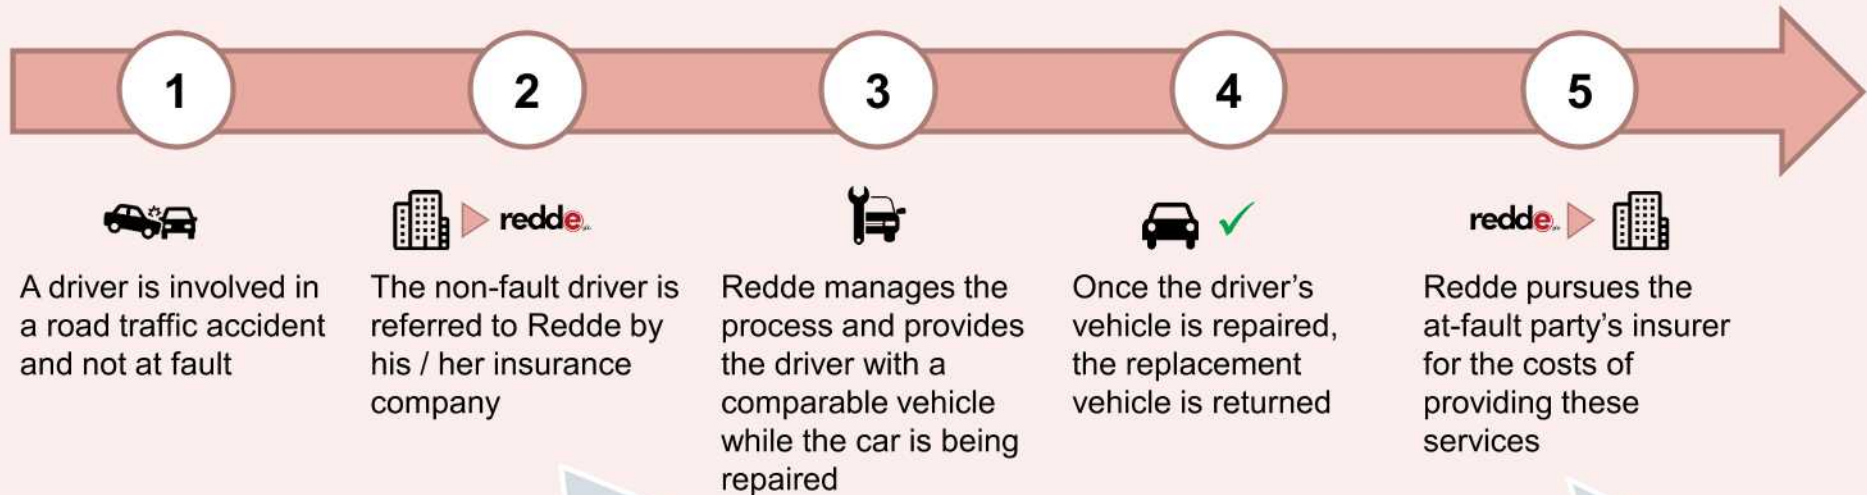 1
2
3
4
5
redde
redde
A driver is involved in
a road traffic accident
and not at fault
The non-fault driver is
referred to Redde by
his / her insurance
company
Redde manages the
process and provides
the driver with a
comparable vehicle
while the car is being
repaired
Once the driver’s
vehicle is repaired,
the replacement
vehicle is returned
Redde pursues the
at-fault party’s insurer
for the costs of
providing these
services